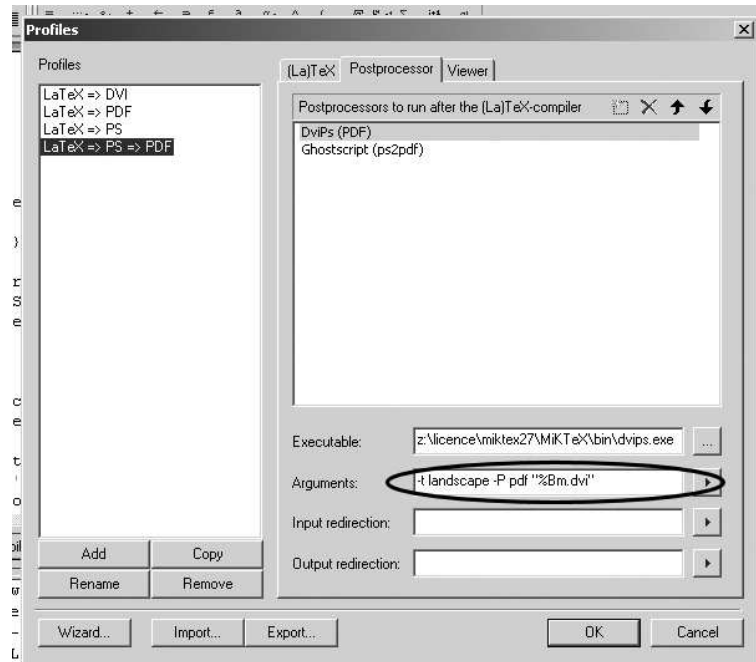 Profiles
Profiles
(La)TeX
Postprocessor
Viewer
LaTeX => DVI
LaTeX => PDF
LaTeX => PS
LaTeX => PS => PDF
Postprocessors to run after the (La)TeX-compiler
DviPs (PDF)
Ghostscript (ps2pdf)
Executable: z:\licence\miktex27\MiKTeX\bin\dvips.exe ...
Arguments: -t landscape -P pdf "%Bm.dvi"
Input redirection:
Output redirection:
Add Copy
Rename Remove
Wizard... Import... Export... OK Cancel